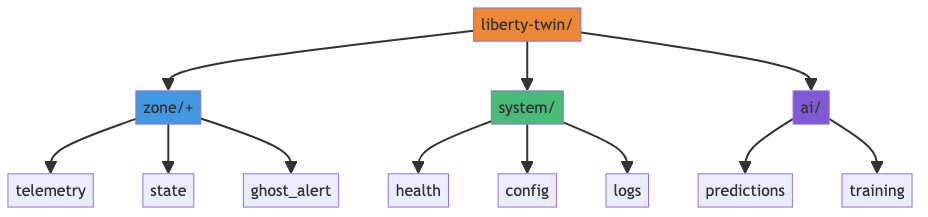 liberty-twin/
zone/+
system/
ai/
telemetry
state
ghost_alert
health
config
logs
predictions
training